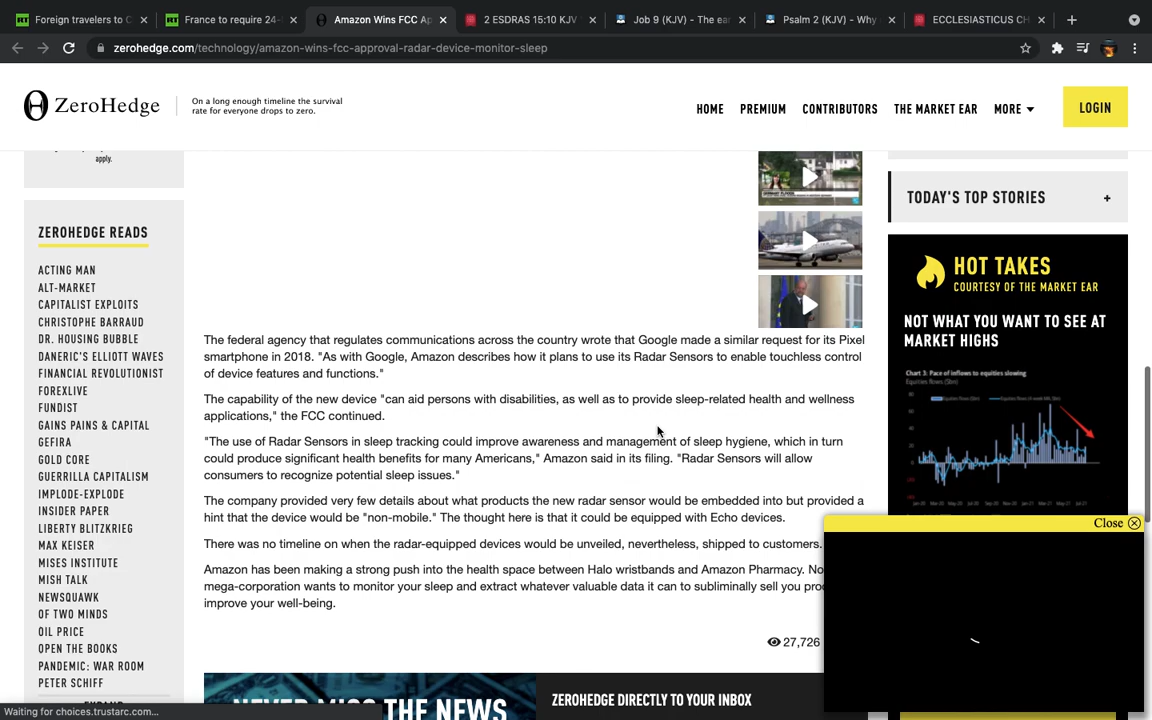 Foreign travelers to C
France to require 24-
Amazon Wins FCC Ap
2 ESDRAS 15:10 KJV
Job 9 (KJV) - The ear
Psalm 2 (KJV) - Why
ECCLESIASTICUS CH
zerohedge.com/technology/amazon-wins-fcc-approval-radar-device-monitor-sleep
ZeroHedge
On a long enough timeline the survival
rate for everyone drops to zero.
HOME
PREMIUM
CONTRIBUTORS
THE MARKET EAR
MORE
LOGIN
apply.
ZEROHEDGE READS
ACTING MAN
ALT-MARKET
CAPITALIST EXPLOITS
CHRISTOPHE BARRAUD
DR. HOUSING BUBBLE
DANERIC'S ELLIOTT WAVES
FINANCIAL REVOLUTIONIST
FOREXLIVE
FUNDIST
GAINS PAINS & CAPITAL
GEFIRA
GOLD CORE
GUERRILLA CAPITALISM
IMPLODE-EXPLODE
INSIDER PAPER
LIBERTY BLITZKRIEG
MAX KEISER
MISES INSTITUTE
MISH TALK
NEWSQUAWK
OF TWO MINDS
OIL PRICE
OPEN THE BOOKS
PANDEMIC: WAR ROOM
PETER SCHIFF
The federal agency that regulates communications across the country wrote that Google made a similar request for its Pixel
smartphone in 2018. "As with Google, Amazon describes how it plans to use its Radar Sensors to enable touchless control
of device features and functions."
The capability of the new device "can aid persons with disabilities, as well as to provide sleep-related health and wellness
applications," the FCC continued.
"The use of Radar Sensors in sleep tracking could improve awareness and management of sleep hygiene, which in turn
could produce significant health benefits for many Americans," Amazon said in its filing. "Radar Sensors will allow
consumers to recognize potential sleep issues."
The company provided very few details about what products the new radar sensor would be embedded into but provided a
hint that the device would be "non-mobile." The thought here is that it could be equipped with Echo devices.
There was no timeline on when the radar-equipped devices would be unveiled, nevertheless, shipped to customers.
Amazon has been making a strong push into the health space between Halo wristbands and Amazon Pharmacy. No
mega-corporation wants to monitor your sleep and extract whatever valuable data it can to subliminally sell you pro
improve your well-being.
27,726
NEVER MISS THE NEWS
ZEROHEDGE DIRECTLY TO YOUR INBOX
TODAY'S TOP STORIES +
HOT TAKES
COURTESY OF THE MARKET EAR
NOT WHAT YOU WANT TO SEE AT
MARKET HIGHS
Chart 3: Pace of inflows to equities slowing
Close
Waiting for choices.trustarc.com...